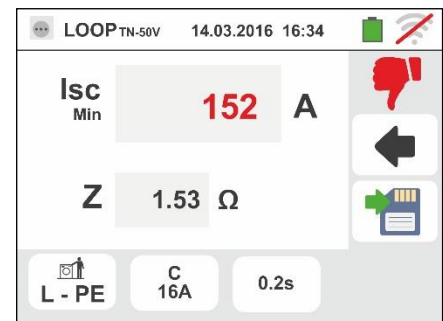 LOOP TN-50V 14.03.2016 16:34
Isc
Min
152 A
Z 1.53 Ω
L - PE
C
16A
0.2s